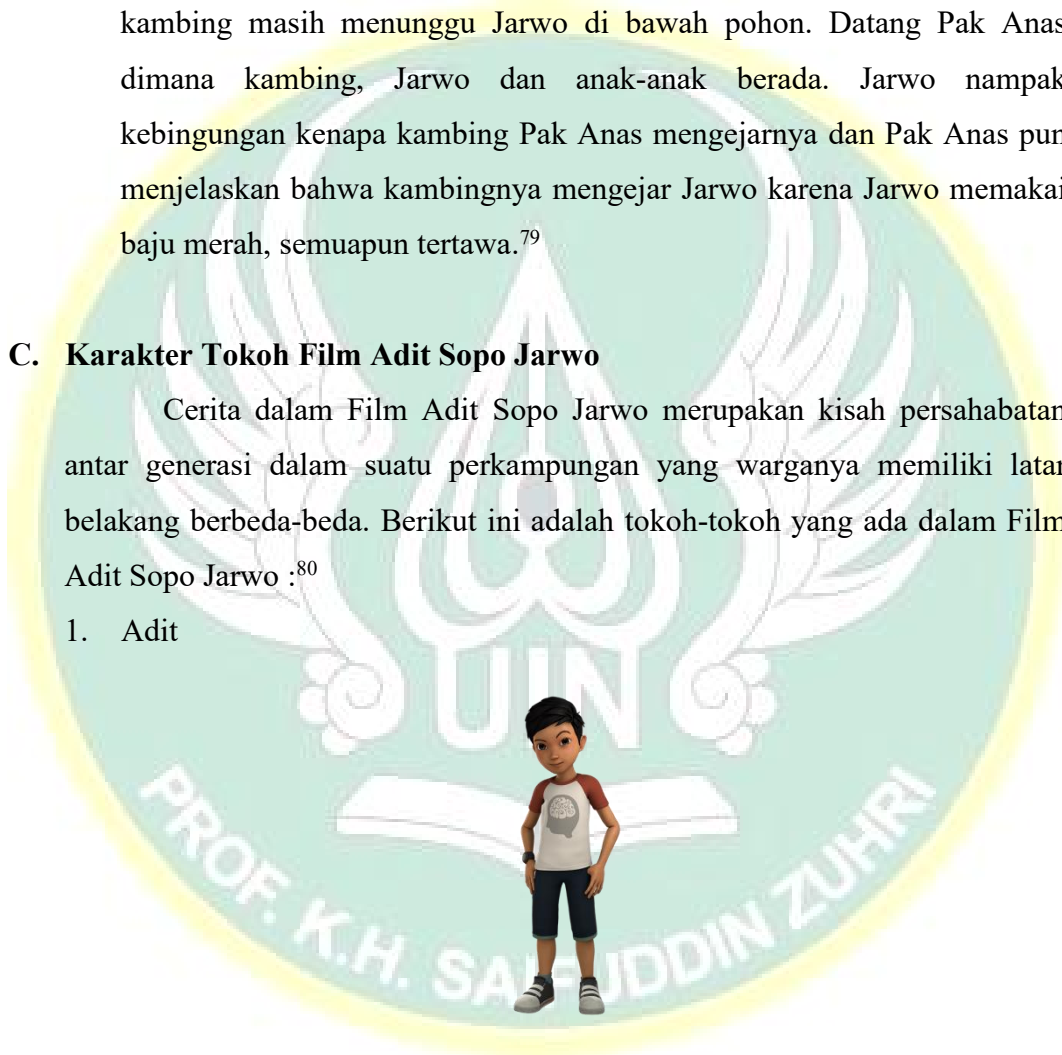 kambing masih menunggu Jarwo di bawah pohon. Datang Pak Anas
dimana kambing, Jarwo dan anak-anak berada. Jarwo nampak
kebingungan kenapa kambing Pak Anas mengejarnya dan Pak Anas pun
menjelaskan bahwa kambingnya mengejar Jarwo karena Jarwo memakai
baju merah, semuapun tertawa.79
C. Karakter Tokoh Film Adit Sopo Jarwo
Cerita dalam Film Adit Sopo Jarwo merupakan kisah persahabatan
antar generasi dalam suatu perkampungan yang warganya memiliki latar
belakang berbeda-beda. Berikut ini adalah tokoh-tokoh yang ada dalam Film
Adit Sopo Jarwo :80
1. Adit
UIN
PROF. K.H. SAIFUDDIN ZUHRI